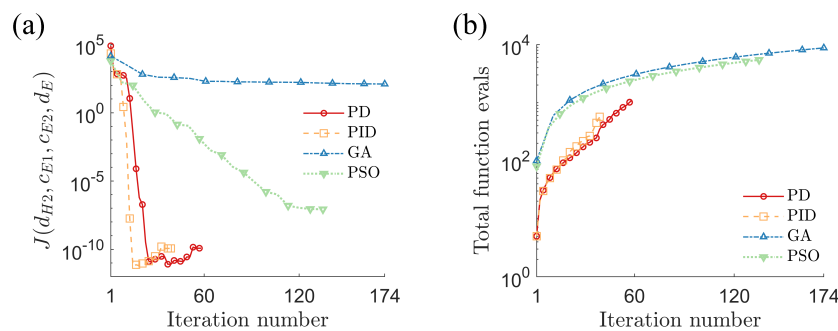 (a)
J(d_{H2}, c_{E1}, c_{E2}, d_E)
10^5
10^0
10^{-5}
10^{-10}
PD
PID
GA
PSO
1
60
120
174
Iteration number
(b)
Total function evals
10^4
10^2
10^0
PD
PID
GA
PSO
1
60
120
174
Iteration number